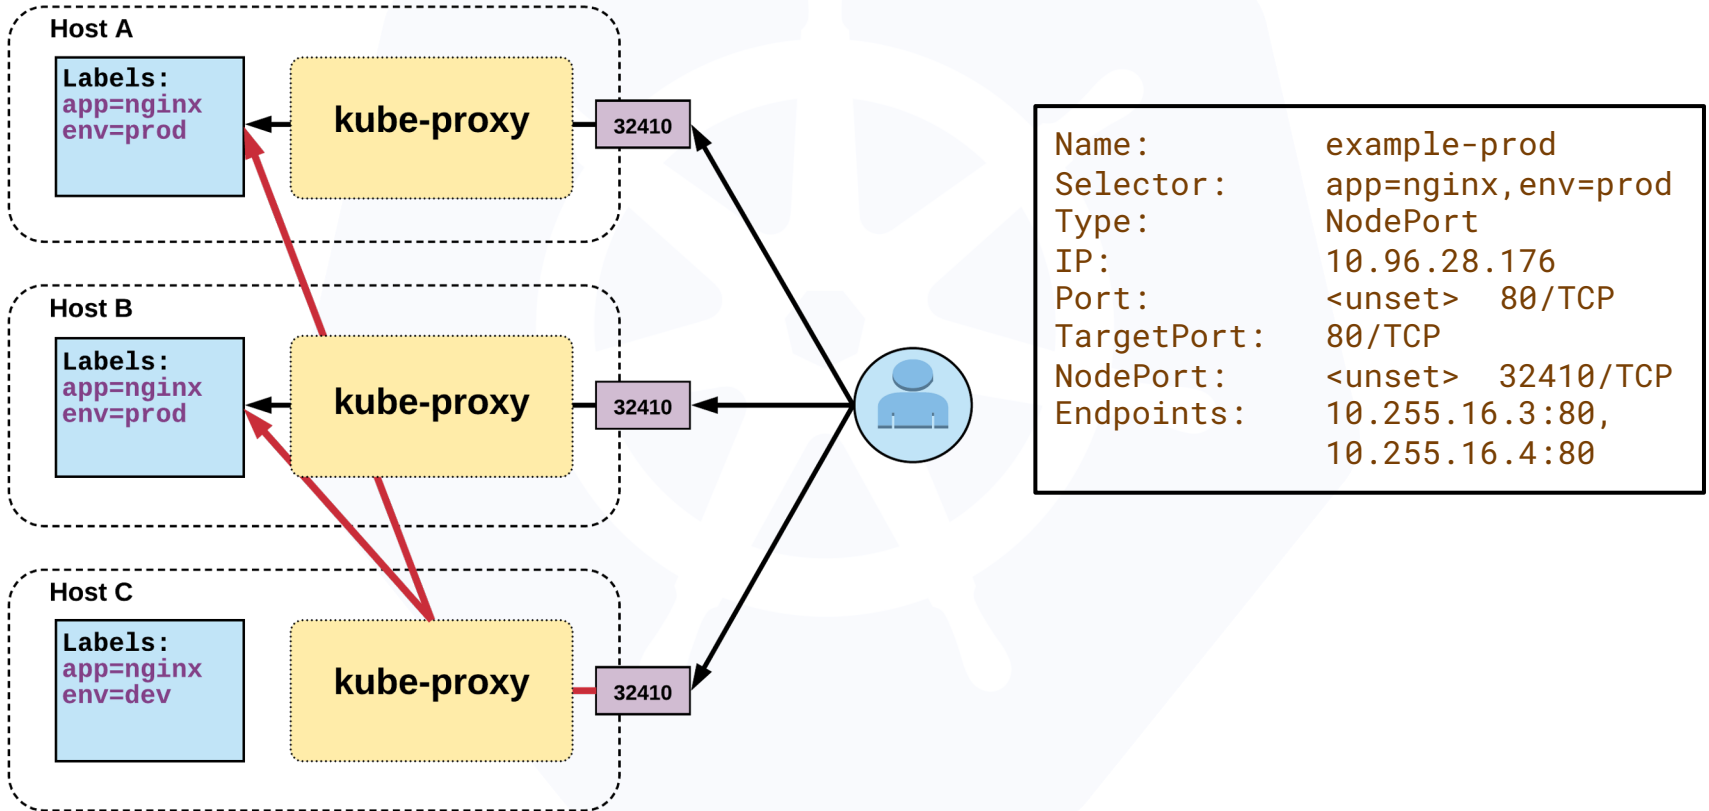 Host A
Labels:
app=nginx
env=prod
kube-proxy
32410
Host B
Labels:
app=nginx
env=prod
kube-proxy
32410
Host C
Labels:
app=nginx
env=dev
kube-proxy
32410
Name: example-prod
Selector: app=nginx,env=prod
Type: NodePort
IP: 10.96.28.176
Port: <unset> 80/TCP
TargetPort: 80/TCP
NodePort: <unset> 32410/TCP
Endpoints: 10.255.16.3:80,
10.255.16.4:80